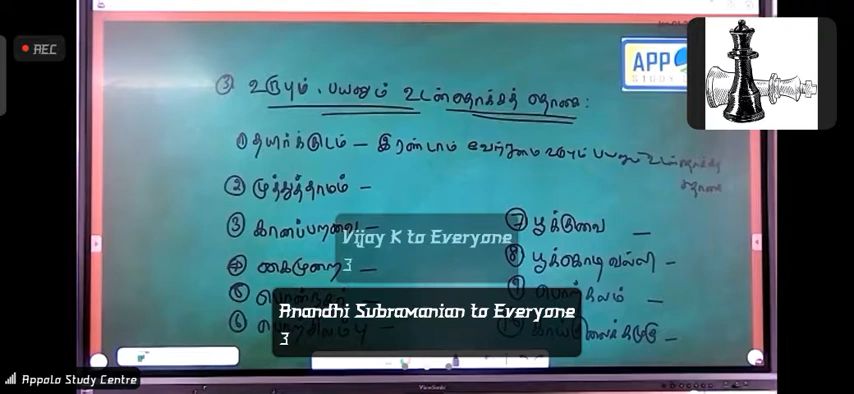 REC
APP
③ உருபும் பயனும் உடன்தொக்கத் தொகை:
① தயிர்க்குடம் – இரண்டாம் வேற்றுமை உருபும் பயனும் உடன்தொக்க
தொகை
② முத்துத்தாமம் –
③ கானப்பறவை –
④ கைமுறை –
⑤
⑥
⑦ பூக்குவை –
⑧ பூக்கொடி வல்லி –
⑨ பொற்கலம் –
Vijay K to Everyone
3
Anandhi Subramanian to Everyone
3
ViewSonic
Appolo Study Centre